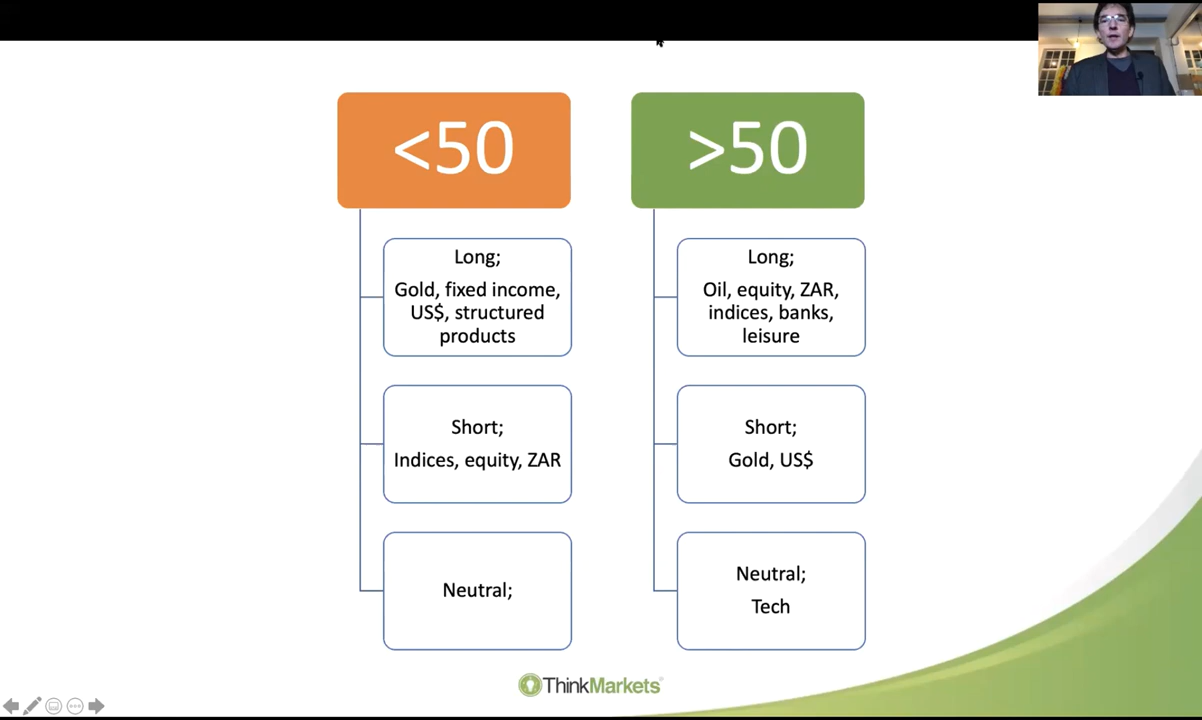 <50
Long;
Gold, fixed income,
US$, structured
products
Short;
Indices, equity, ZAR
Neutral;
>50
Long;
Oil, equity, ZAR,
indices, banks,
leisure
Short;
Gold, US$
Neutral;
Tech
ThinkMarkets